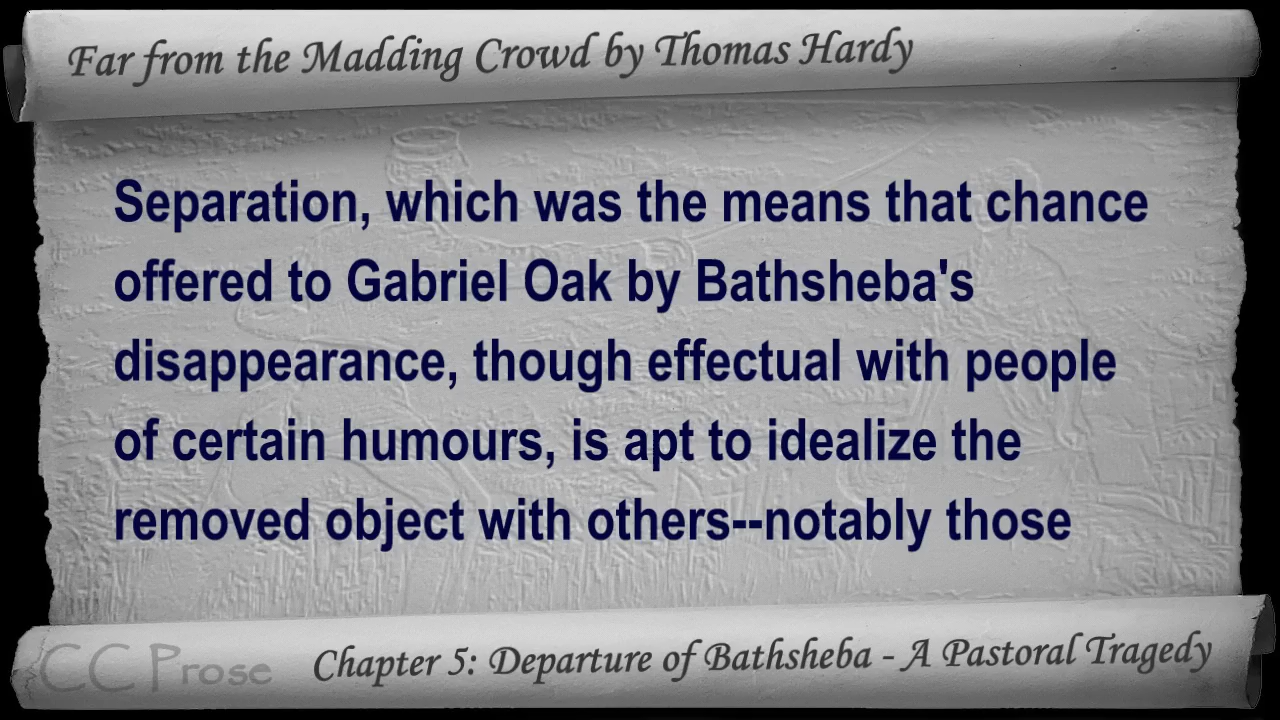 Far from the Madding Crowd by Thomas Hardy
Separation, which was the means that chance
offered to Gabriel Oak by Bathsheba's
disappearance, though effectual with people
of certain humours, is apt to idealize the
removed object with others--notably those
CC Prose
Chapter 5: Departure of Bathsheba - A Pastoral Tragedy